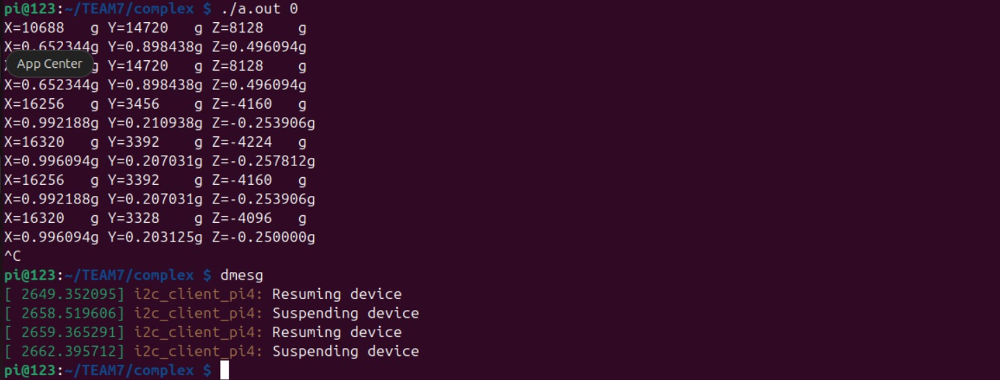 pi@123:~/TEAM7/complex $ ./a.out 0
X=10688   g Y=14720   g Z=8128    g
X=0.652344g Y=0.898438g Z=0.496094g
App Center g Y=14720   g Z=8128    g
X=0.652344g Y=0.898438g Z=0.496094g
X=16256   g Y=3456    g Z=-4160   g
X=0.992188g Y=0.210938g Z=-0.253906g
X=16320   g Y=3392    g Z=-4224   g
X=0.996094g Y=0.207031g Z=-0.257812g
X=16256   g Y=3392    g Z=-4160   g
X=0.992188g Y=0.207031g Z=-0.253906g
X=16320   g Y=3328    g Z=-4096   g
X=0.996094g Y=0.203125g Z=-0.250000g
^C
pi@123:~/TEAM7/complex $ dmesg
[ 2649.352095] i2c_client_pi4: Resuming device
[ 2658.519606] i2c_client_pi4: Suspending device
[ 2659.365291] i2c_client_pi4: Resuming device
[ 2662.395712] i2c_client_pi4: Suspending device
pi@123:~/TEAM7/complex $